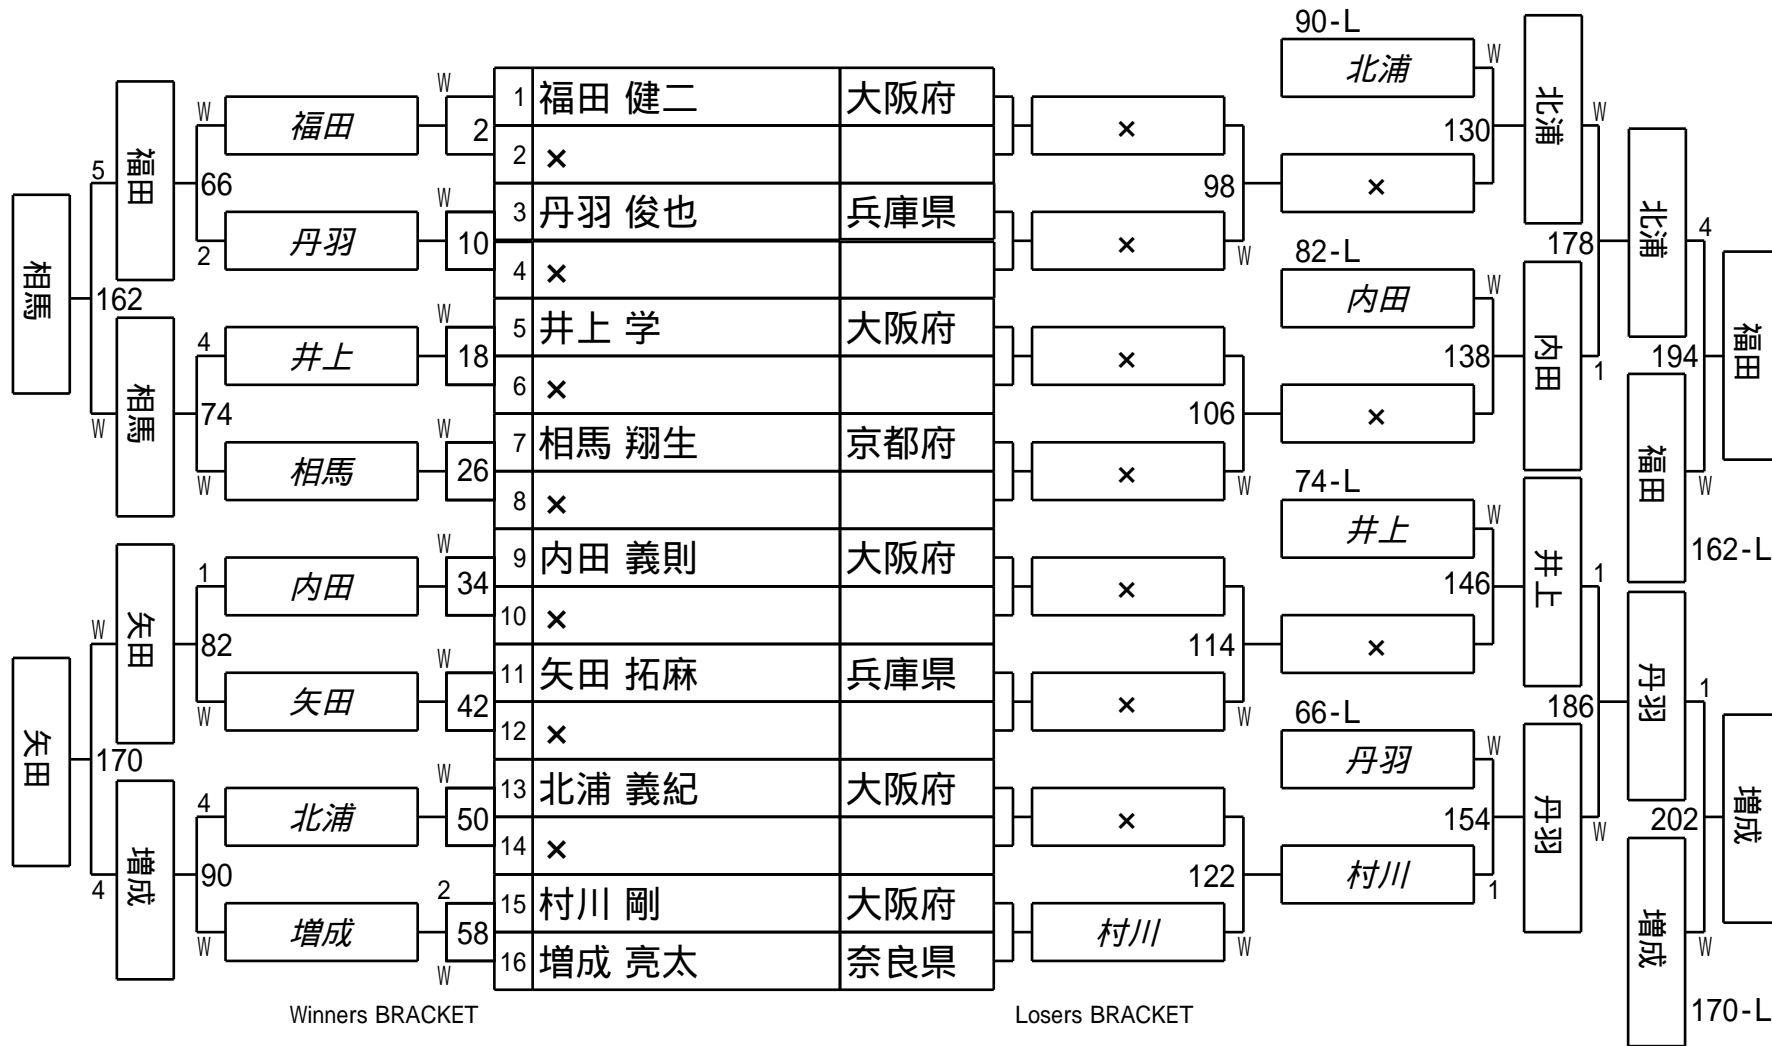 90-L
W
北浦
W
130
×
北浦
W
178
82-L
W
内田
138
×
内田
1
北浦
4
194
福田
W
162-L
福田
74-L
W
井上
146
×
井上
1
186
66-L
W
丹羽
154
村川
1
丹羽
W
丹羽
1
202
増成
W
170-L
増成
1 福田 健二 大阪府
2 ×
3 丹羽 俊也 兵庫県
4 ×
5 井上 学 大阪府
6 ×
7 相馬 翔生 京都府
8 ×
9 内田 義則 大阪府
10 ×
11 矢田 拓麻 兵庫県
12 ×
13 北浦 義紀 大阪府
14 ×
15 村川 剛 大阪府
16 増成 亮太 奈良県
W
2
福田
W
66
W
10
丹羽
2
W
18
井上
4
74
W
26
相馬
W
W
34
内田
1
82
W
42
矢田
W
W
50
北浦
4
90
2
58
W
増成
W
福田
5
162
相馬
W
相馬
矢田
W
170
増成
4
矢田
×
98
×
W
×
106
×
W
×
114
×
W
×
122
村川
W
Winners BRACKET
Losers BRACKET